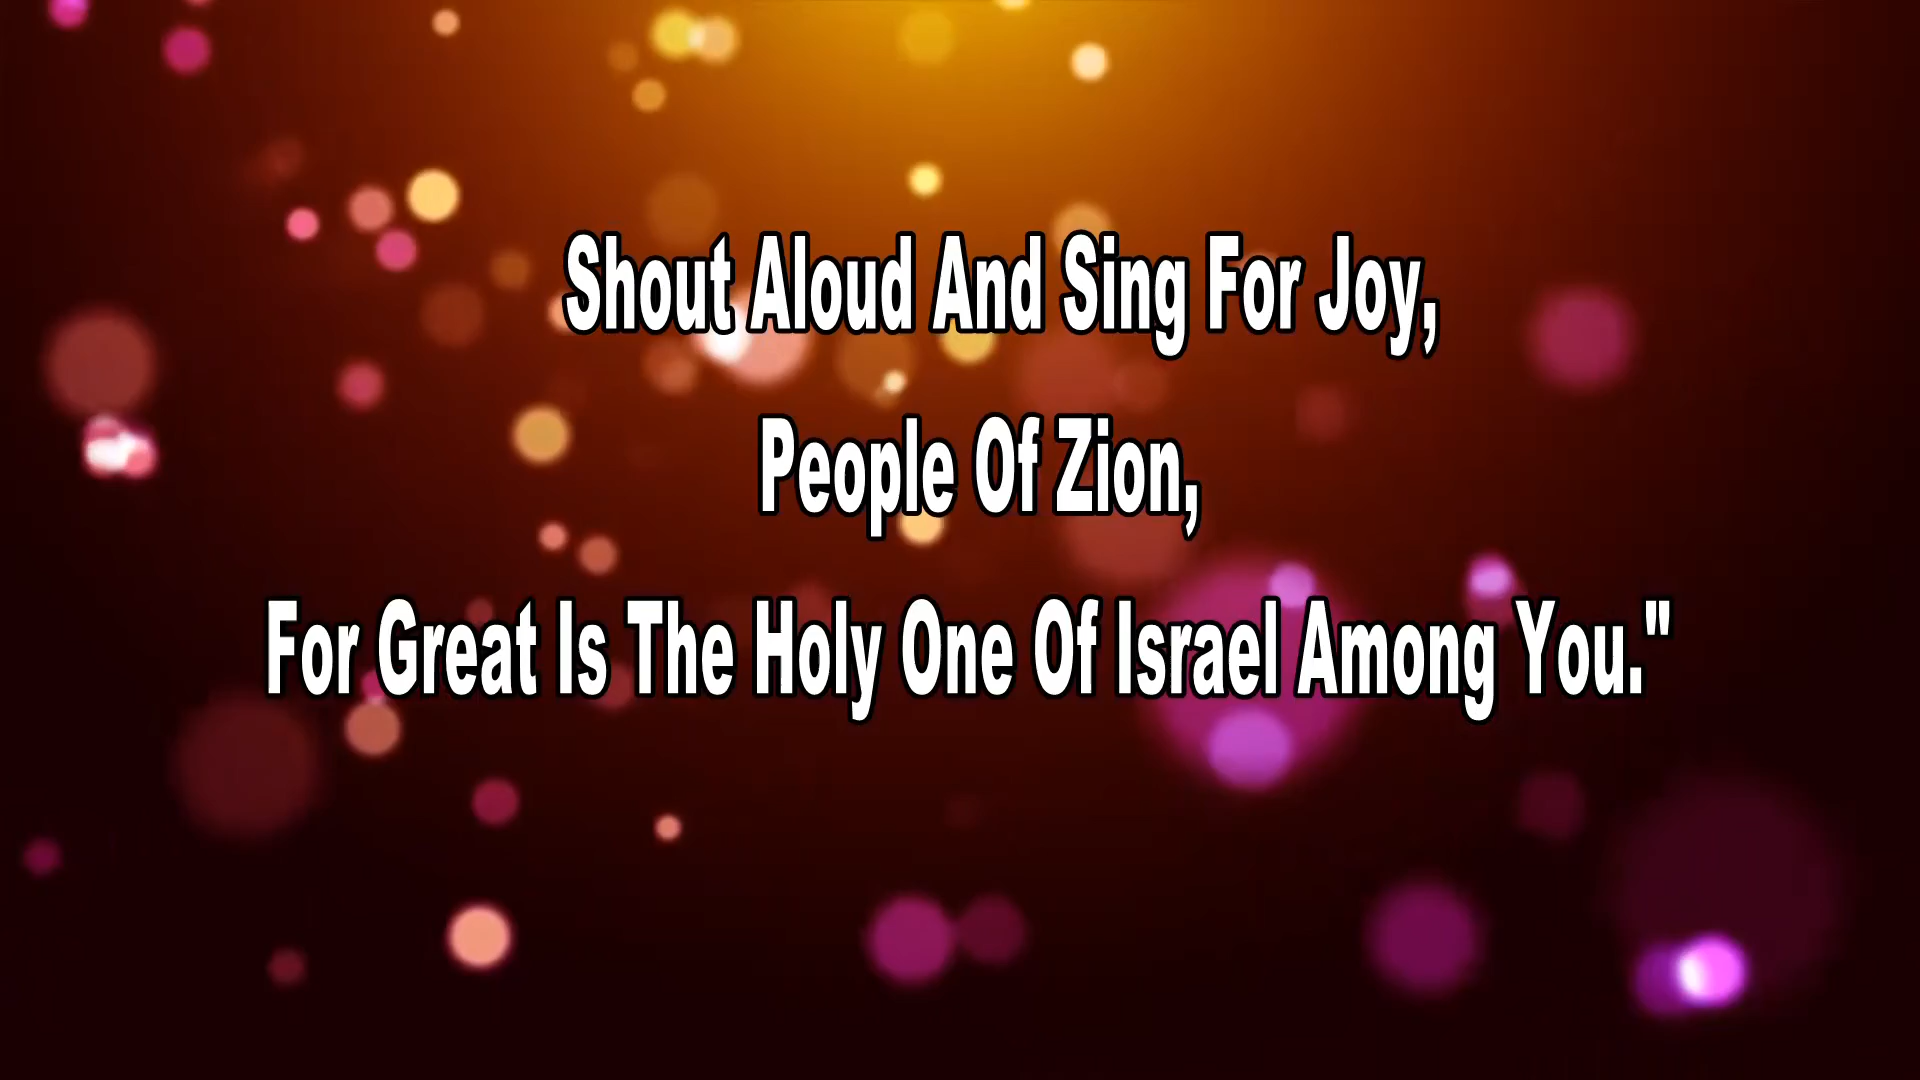 Shout Aloud And Sing For Joy,
People Of Zion,
For Great Is The Holy One Of Israel Among You."